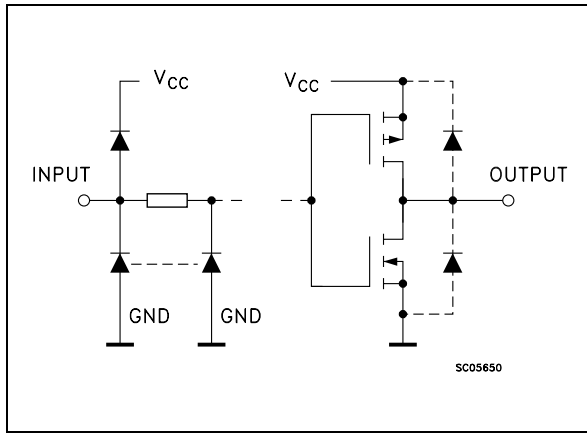 VCC
VCC
INPUT
OUTPUT
GND
GND
SC05650